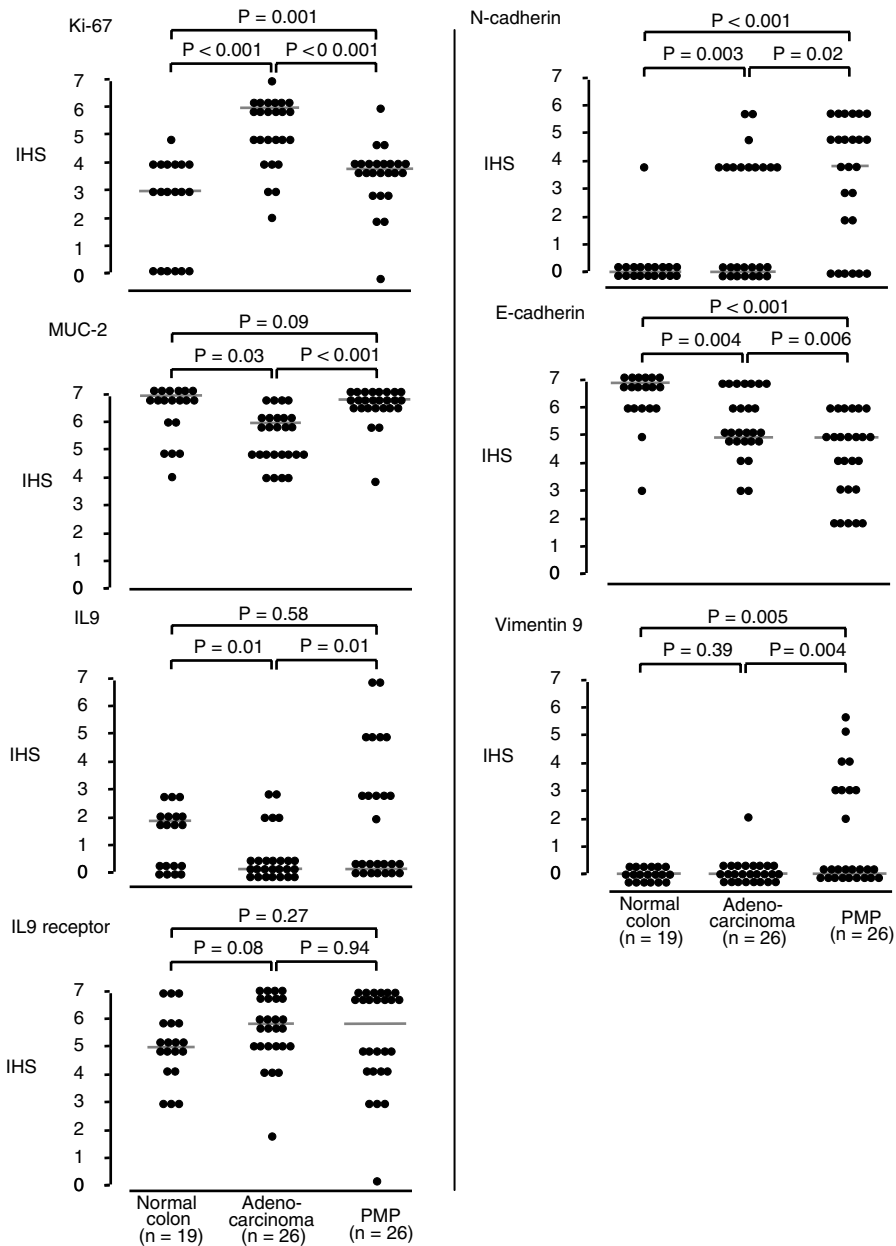 Ki-67
P = 0.001
P < 0.001
P <0 0.001
IHS
7
6
5
4
3
2
1
0
MUC-2
P = 0.09
P = 0.03
P < 0.001
IHS
7
6
5
4
3
2
1
0
IL9
P = 0.58
P = 0.01
P = 0.01
IHS
7
6
5
4
3
2
1
0
IL9 receptor
P = 0.27
P = 0.08
P = 0.94
IHS
7
6
5
4
3
2
1
0
Normal
colon
(n = 19)
Adeno-
carcinoma
(n = 26)
PMP
(n = 26)
N-cadherin
P < 0.001
P = 0.003
P = 0.02
IHS
7
6
5
4
3
2
1
0
E-cadherin
P < 0.001
P = 0.004
P = 0.006
IHS
7
6
5
4
3
2
1
0
Vimentin 9
P = 0.005
P = 0.39
P = 0.004
IHS
7
6
5
4
3
2
1
0
Normal
colon
(n = 19)
Adeno-
carcinoma
(n = 26)
PMP
(n = 26)